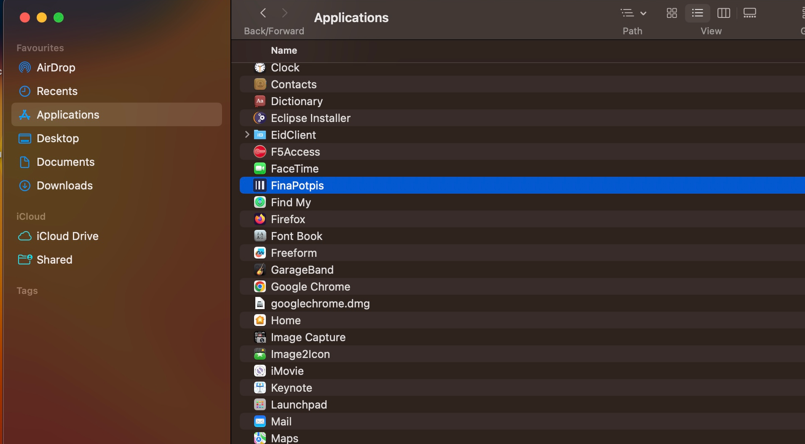 Applications
Back/Forward
Path
View
Favourites
AirDrop
Recents
Applications
Desktop
Documents
Downloads
iCloud
iCloud Drive
Shared
Tags
Name
Clock
Contacts
Aa Dictionary
Eclipse Installer
EidClient
F5Access
FaceTime
FinaPotpis
Find My
Firefox
Font Book
Freeform
GarageBand
Google Chrome
googlechrome.dmg
Home
Image Capture
Image2Icon
iMovie
Keynote
Launchpad
Mail
Maps